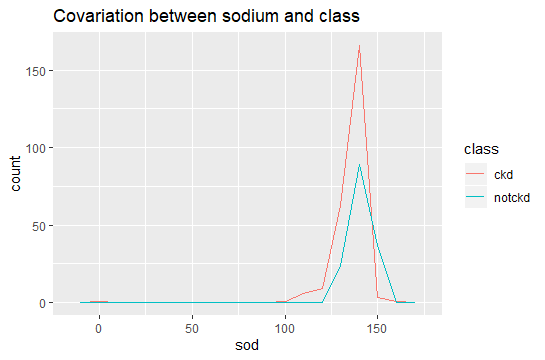 Covariation between sodium and class
150
100
50
0
count
0
50
100
150
sod
class
ckd
notckd